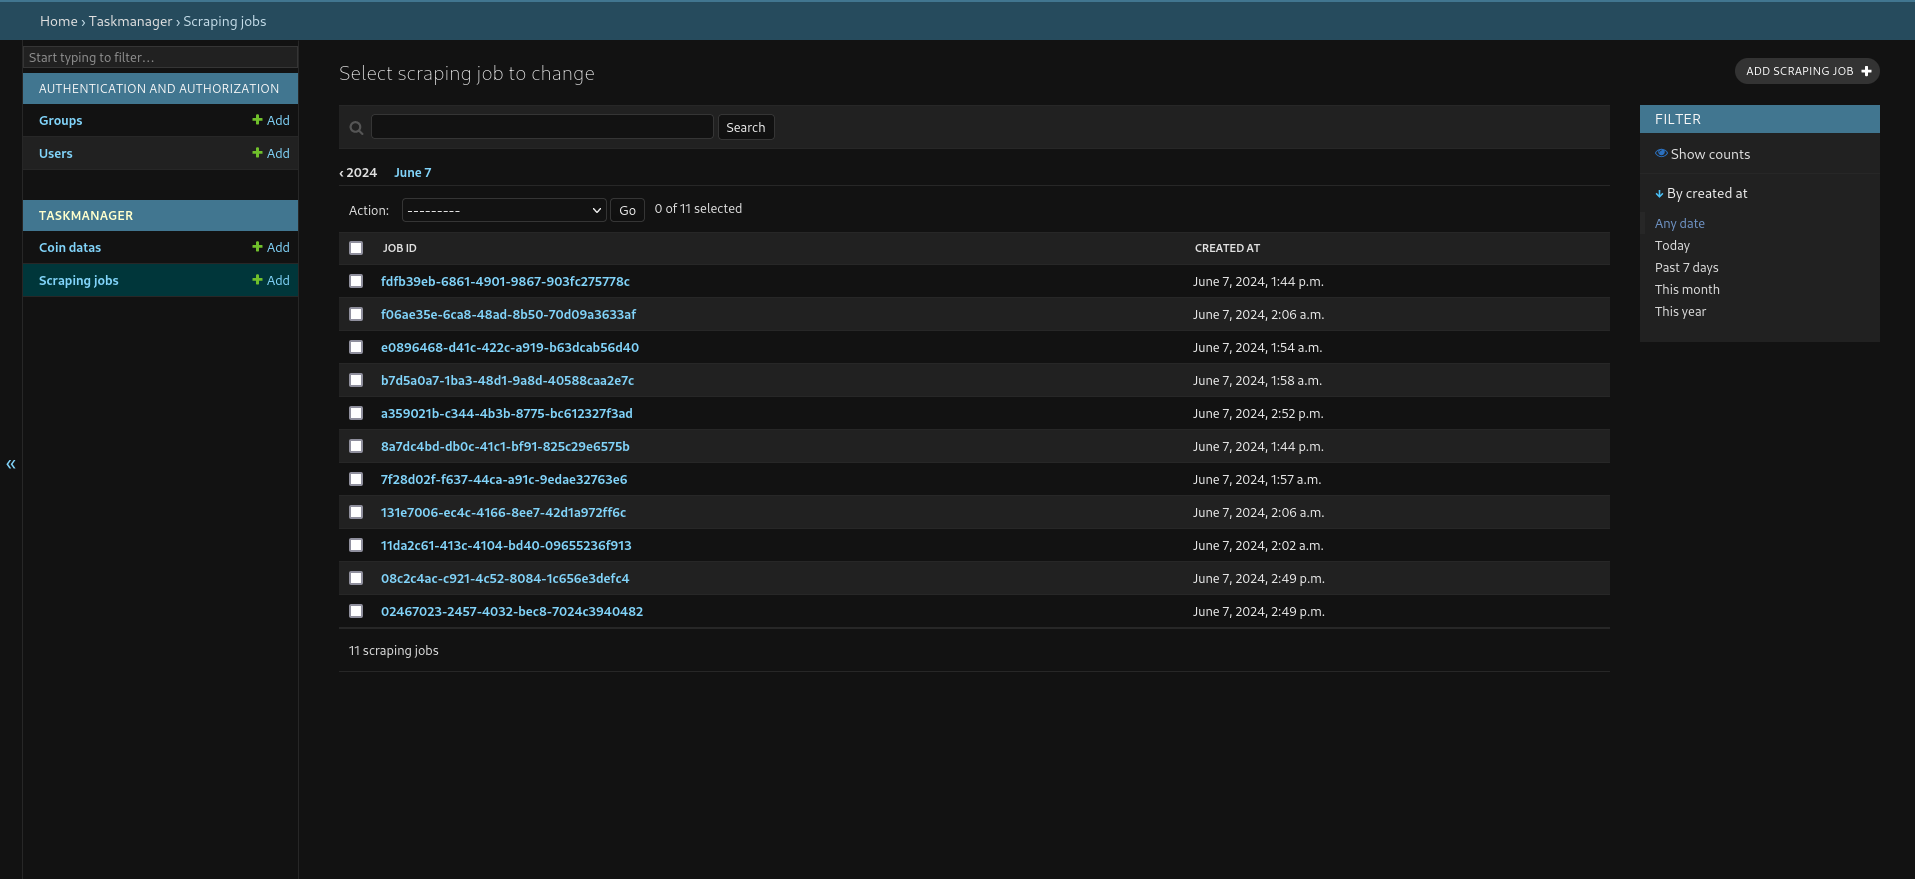 Home › Taskmanager › Scraping jobs
Start typing to filter…
AUTHENTICATION AND AUTHORIZATION
Groups + Add
Users + Add
TASKMANAGER
Coin datas + Add
Scraping jobs + Add
«
Select scraping job to change
ADD SCRAPING JOB +
Search
‹ 2024 June 7
Action: --------- Go 0 of 11 selected
JOB ID CREATED AT
fdfb39eb-6861-4901-9867-903fc275778c June 7, 2024, 1:44 p.m.
f06ae35e-6ca8-48ad-8b50-70d09a3633af June 7, 2024, 2:06 a.m.
e0896468-d41c-422c-a919-b63dcab56d40 June 7, 2024, 1:54 a.m.
b7d5a0a7-1ba3-48d1-9a8d-40588caa2e7c June 7, 2024, 1:58 a.m.
a359021b-c344-4b3b-8775-bc612327f3ad June 7, 2024, 2:52 p.m.
8a7dc4bd-db0c-41c1-bf91-825c29e6575b June 7, 2024, 1:44 p.m.
7f28d02f-f637-44ca-a91c-9edae32763e6 June 7, 2024, 1:57 a.m.
131e7006-ec4c-4166-8ee7-42d1a972ff6c June 7, 2024, 2:06 a.m.
11da2c61-413c-4104-bd40-09655236f913 June 7, 2024, 2:02 a.m.
08c2c4ac-c921-4c52-8084-1c656e3defc4 June 7, 2024, 2:49 p.m.
02467023-2457-4032-bec8-7024c3940482 June 7, 2024, 2:49 p.m.
11 scraping jobs
FILTER
Show counts
↓ By created at
Any date
Today
Past 7 days
This month
This year